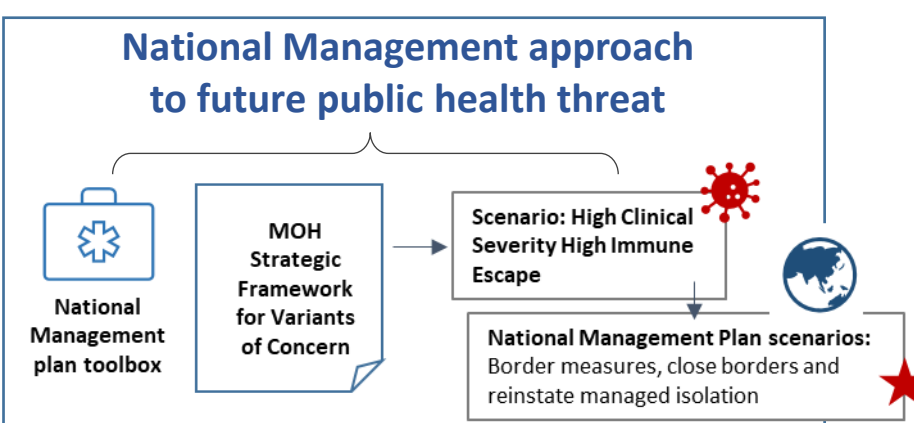 National Management approach
to future public health threat
National
Management
plan toolbox
MOH
Strategic
Framework
for Variants
of Concern
Scenario: High Clinical
Severity High Immune
Escape
National Management Plan scenarios:
Border measures, close borders and
reinstate managed isolation